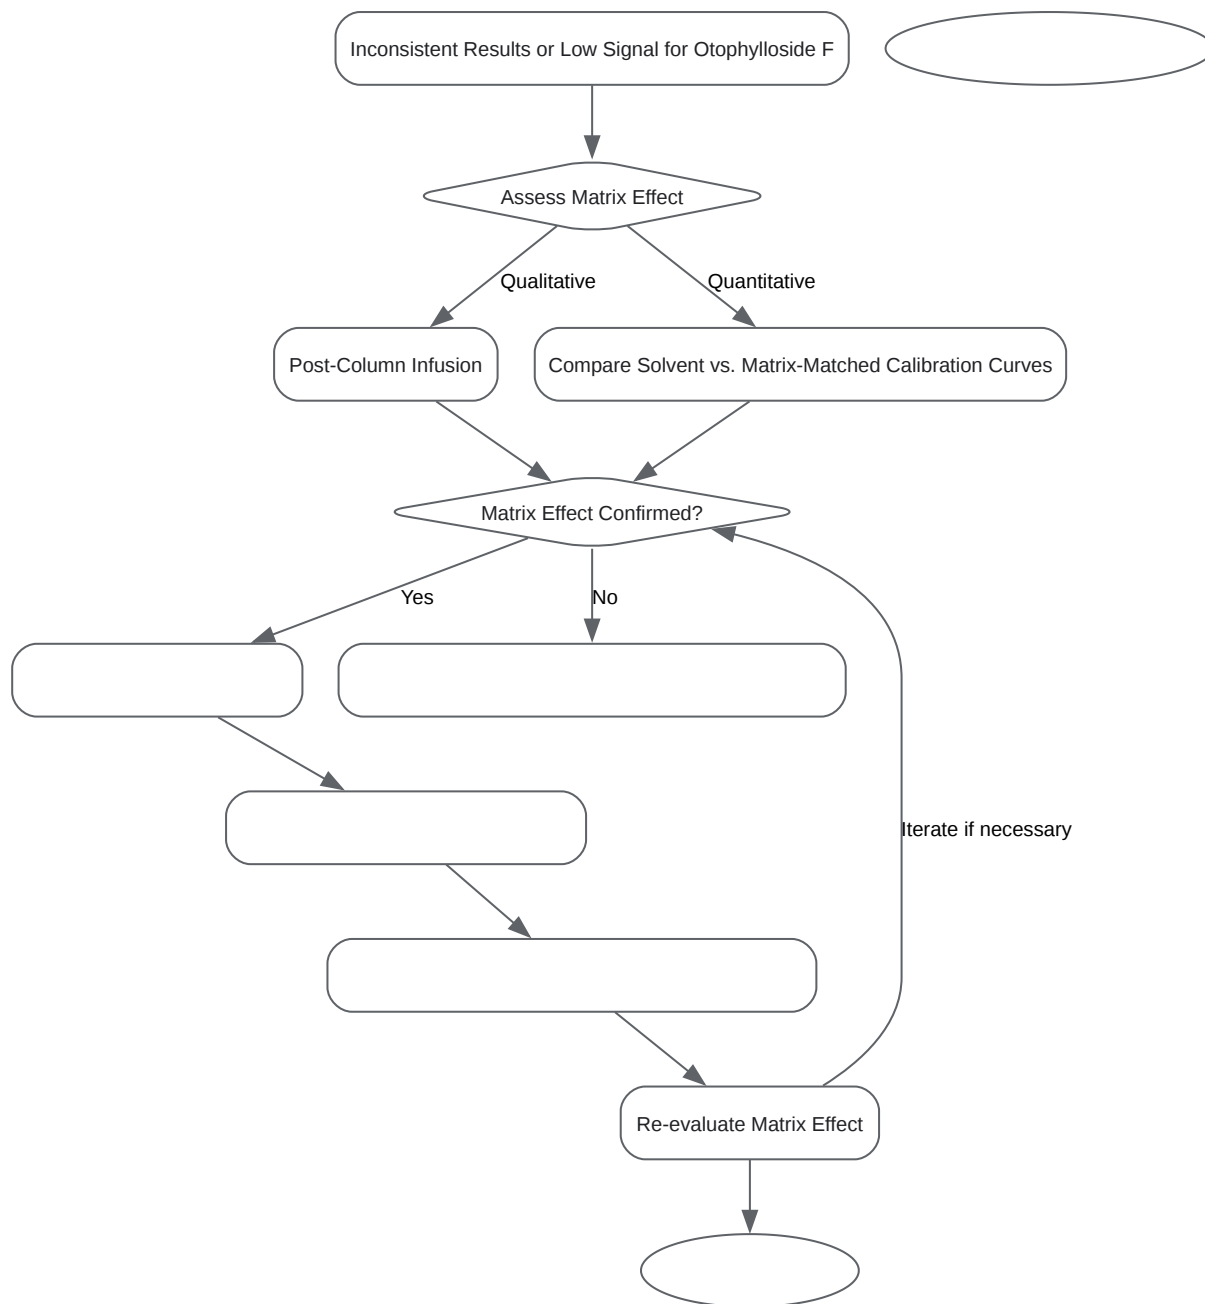 Inconsistent Results or Low Signal for Otophylloside F
Assess Matrix Effect
Qualitative
Quantitative
Post-Column Infusion
Compare Solvent vs. Matrix-Matched Calibration Curves
Matrix Effect Confirmed?
Yes
No
Iterate if necessary
Re-evaluate Matrix Effect